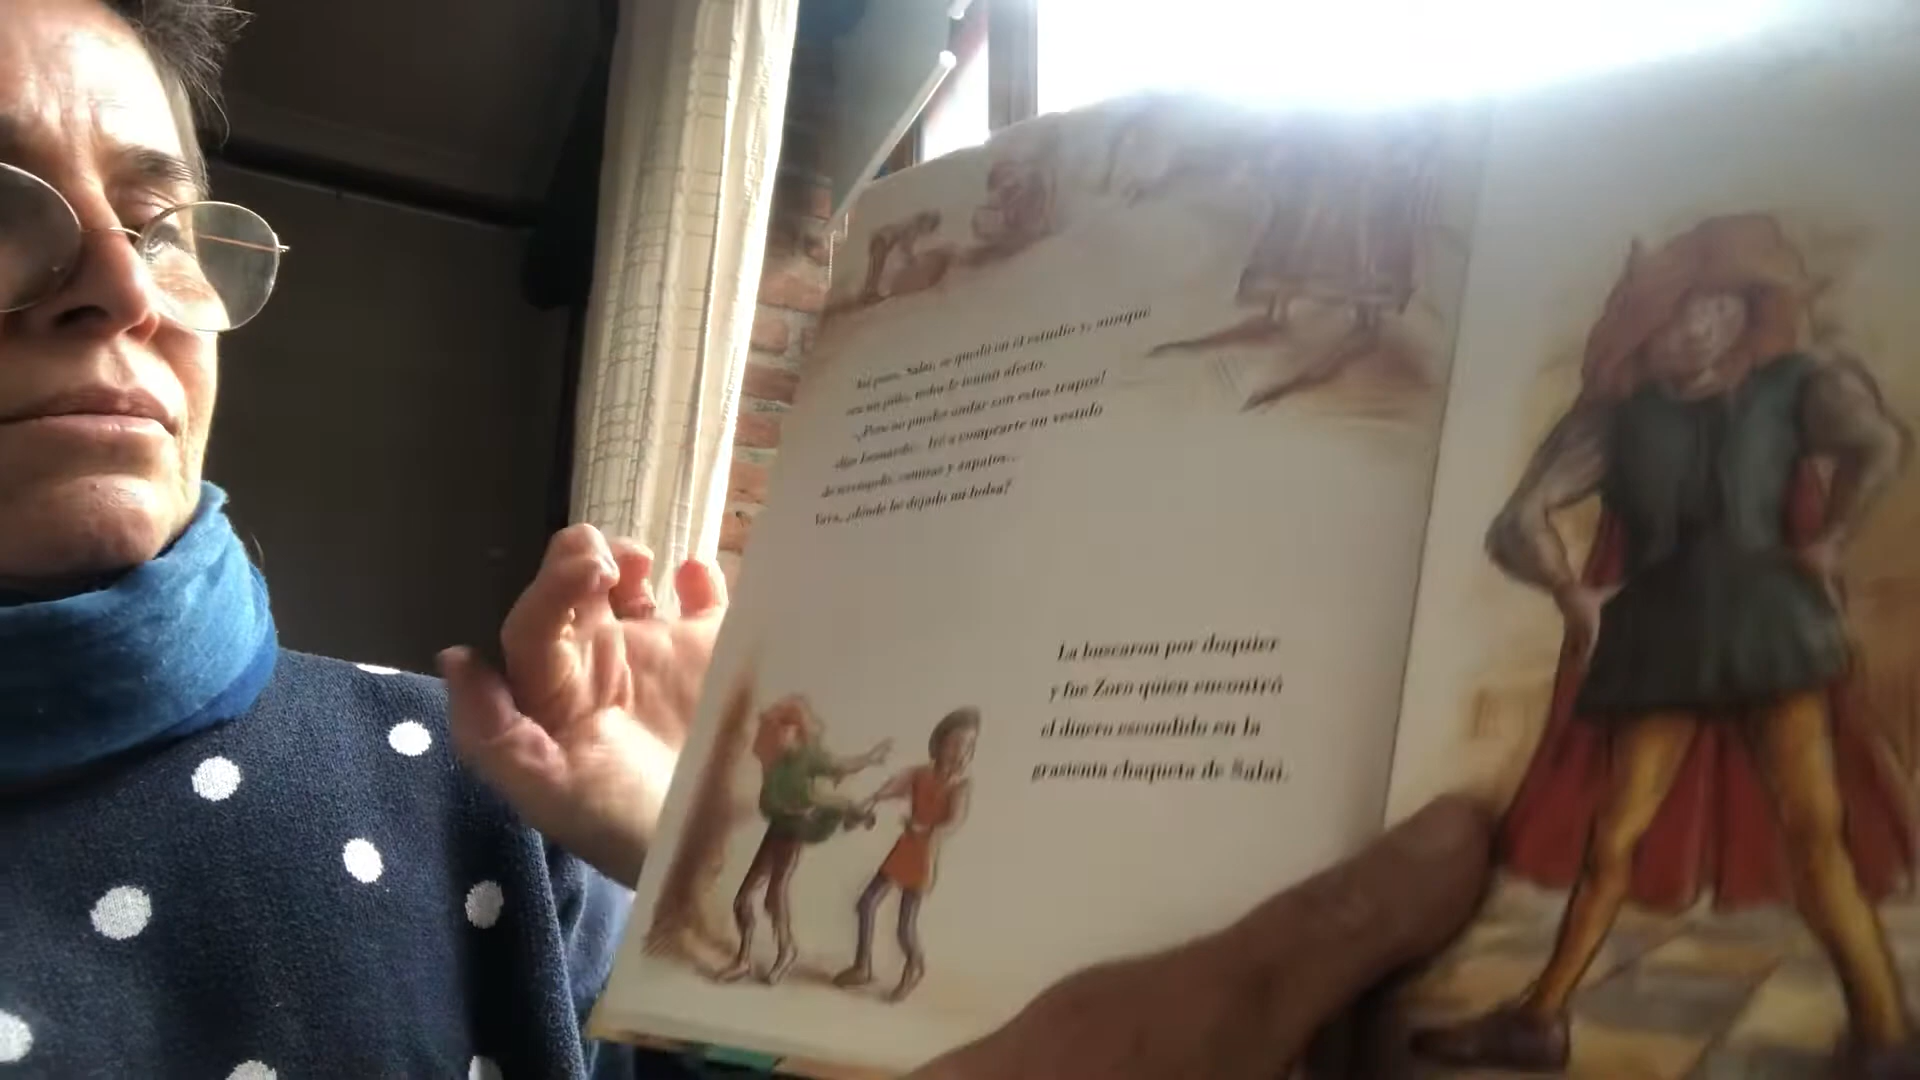 Así pues, Salai, se quedó en el estudio y, aunque
era un pillo, todos le tenían afecto.
-¡Pero no puedes andar con estos trapos!
-dijo Leonardo-. Iré a comprarte un vestido
de terciopelo, camisas y zapatos...
Vaya, ¿dónde he dejado mi bolsa?
La buscaron por doquier
y fue Zoro quien encontró
el dinero escondido en la
grasienta chaqueta de Salai.